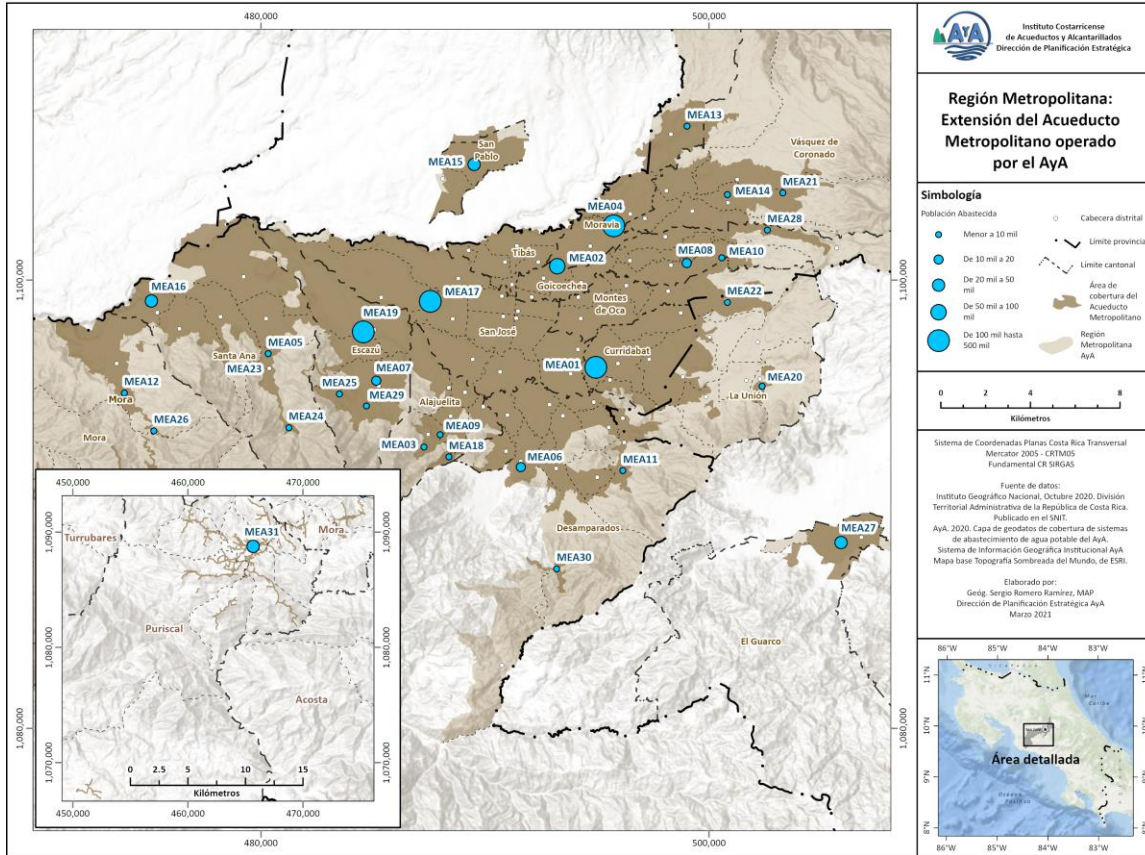 480,000
500,000
MEA13
San
Pablo
MEA15
Vásquez de
Coronado
MEA14
MEA21
MEA04
Moravia
MEA28
Tibás
MEA02
MEA08
MEA10
Goicoechea
1,100,000
1,100,000
MEA16
MEA17
Montes
de Oca
MEA22
MEA19
San José
Escazú
Curridabat
MEA05
Santa Ana
MEA23
MEA01
MEA07
MEA12
MEA25
MEA20
Mora
MEA29
Alajuelita
La Unión
MEA26
MEA24
MEA09
Mora
MEA03
MEA18
MEA06
MEA11
Desamparados
MEA27
MEA30
El Guarco
1,080,000
1,080,000
480,000
500,000
450,000
460,000
470,000
1,090,000
1,090,000
Turrubares
MEA31
Mora
Puriscal
1,080,000
1,080,000
Acosta
1,070,000
1,070,000
0 2.5 5 10 15
Kilómetros
450,000
460,000
470,000
AyA
Instituto Costarricense
de Acueductos y Alcantarillados
Dirección de Planificación Estratégica
Región Metropolitana:
Extensión del Acueducto
Metropolitano operado
por el AyA
Simbología
Población Abastecida
Menor a 10 mil
De 10 mil a 20
De 20 mil a 50
mil
De 50 mil a 100
mil
De 100 mil hasta
500 mil
Cabecera distrital
Límite provincia
Límite cantonal
Área de
cobertura del
Acueducto
Metropolitano
Región
Metropolitana
AyA
0 2 4 6 8
Kilómetros
Sistema de Coordenadas Planas Costa Rica Transversal
Mercator 2005 - CRTM05
Fundamental CR SIRGAS
Fuente de datos:
Instituto Geográfico Nacional, Octubre 2020. División
Territorial Administrativa de la República de Costa Rica.
Publicado en el SNIT.
AyA. 2020. Capa de geodatos de cobertura de sistemas
de abastecimiento de agua potable del AyA.
Sistema de Información Geográfica Institucional AyA
Mapa base Topografía Sombreada del Mundo, de ESRI.
Elaborado por:
Geóg. Sergio Romero Ramírez, MAP
Dirección de Planificación Estratégica AyA
Marzo 2021
86°W 85°W 84°W 83°W
11°N
10°N
9°N
8°N
Mar
Caribe
Área detallada
Océano
Pacífico
86°W 85°W 84°W 83°W